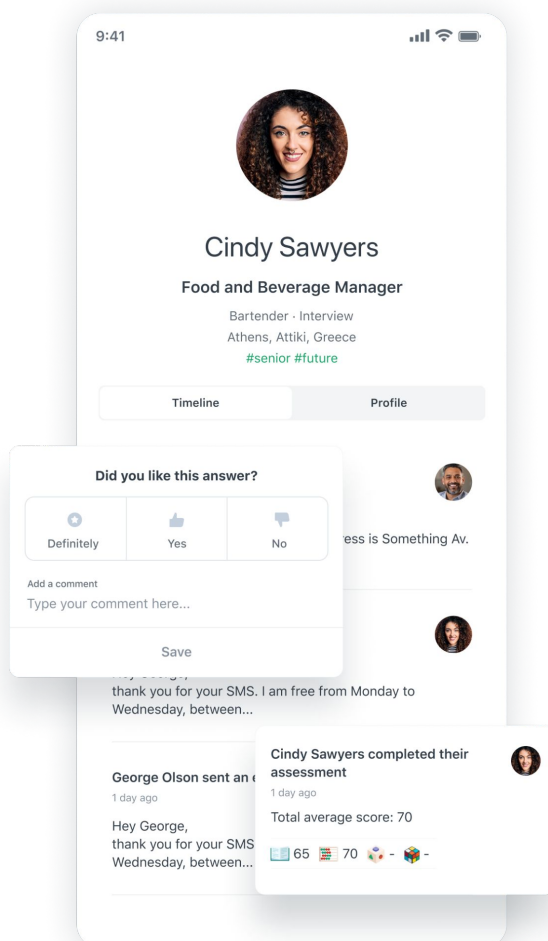 9:41
Cindy Sawyers
Food and Beverage Manager
Bartender · Interview
Athens, Attiki, Greece
#senior #future
Timeline
Profile
Did you like this answer?
Definitely
Yes
No
Add a comment
Type your comment here...
Save
is Something Av.
thank you for your SMS. I am free from Monday to
Wednesday, between...
Cindy Sawyers completed their
assessment
1 day ago
Total average score: 70
65 70 - -
George Olson sent an
1 day ago
Hey George,
thank you for your SMS
Wednesday, between...